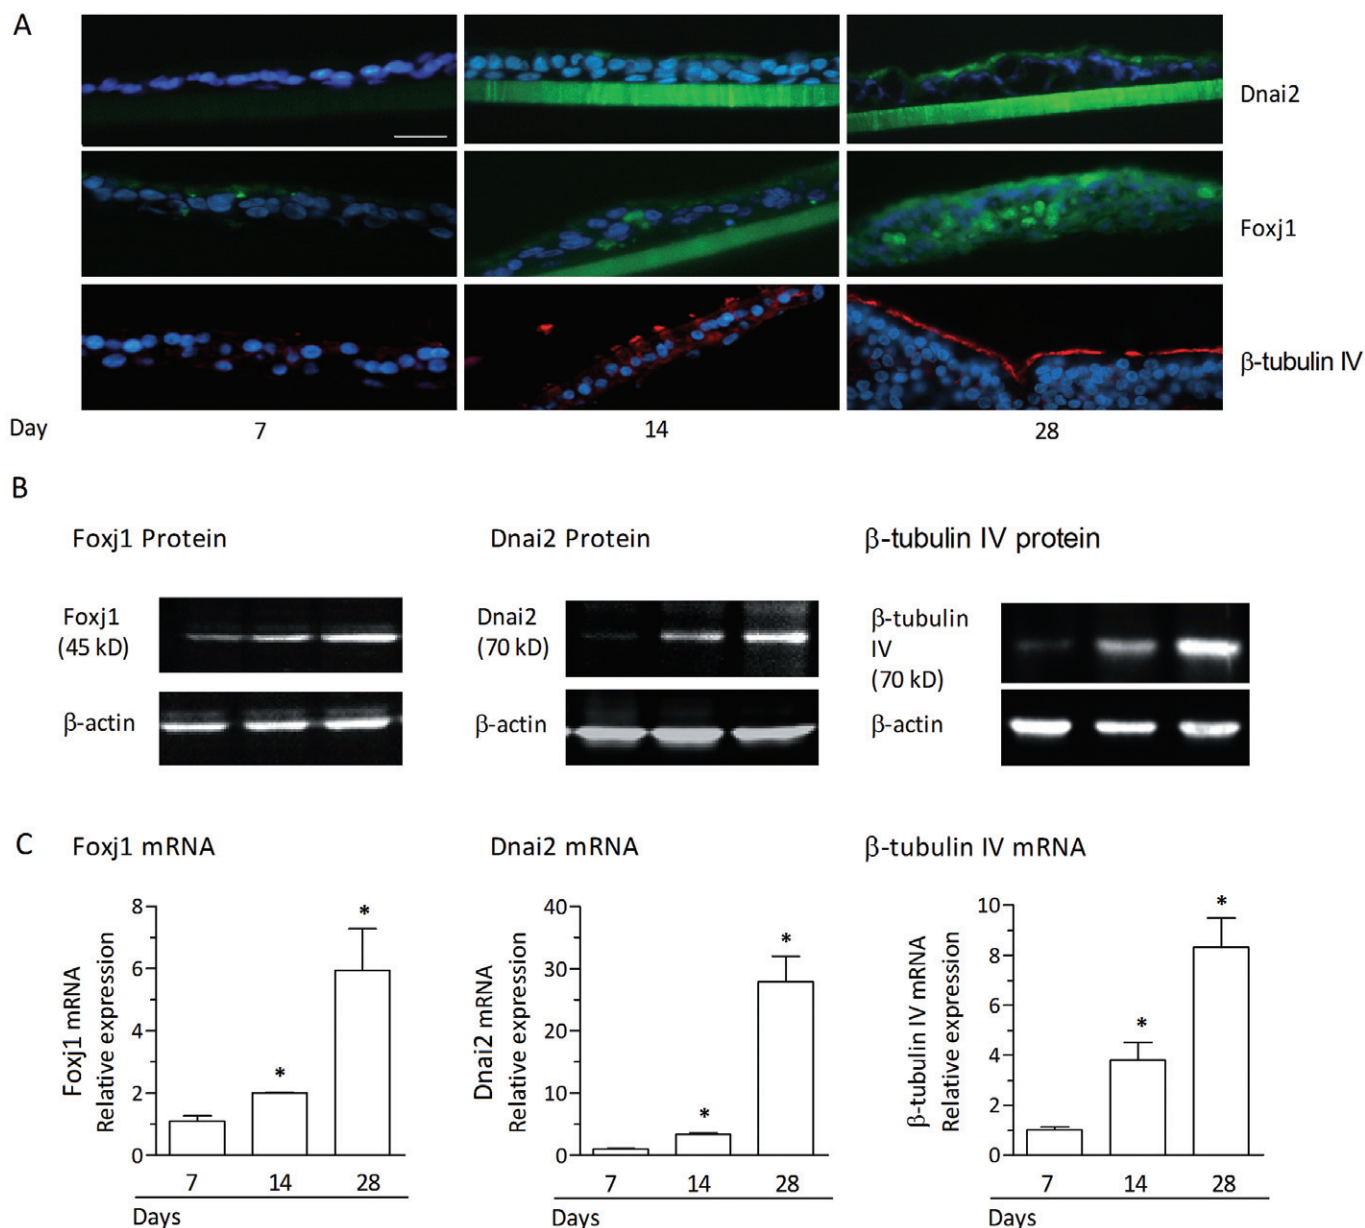 A
Dnai2
Foxj1
β-tubulin IV
Day 7 14 28
B
Foxj1 Protein Dnai2 Protein β-tubulin IV protein
Foxj1
(45 kD)
β-actin
Dnai2
(70 kD)
β-actin
β-tubulin
IV
(70 kD)
β-actin
C Foxj1 mRNA Dnai2 mRNA β-tubulin IV mRNA
Foxj1 mRNA
Relative expression
8
6
4
2
0
* *
7 14 28
Days
Dnai2 mRNA
Relative expression
40
30
20
10
0
* *
7 14 28
Days
β-tubulin IV mRNA
Relative expression
10
8
6
4
2
0
* *
7 14 28
Days